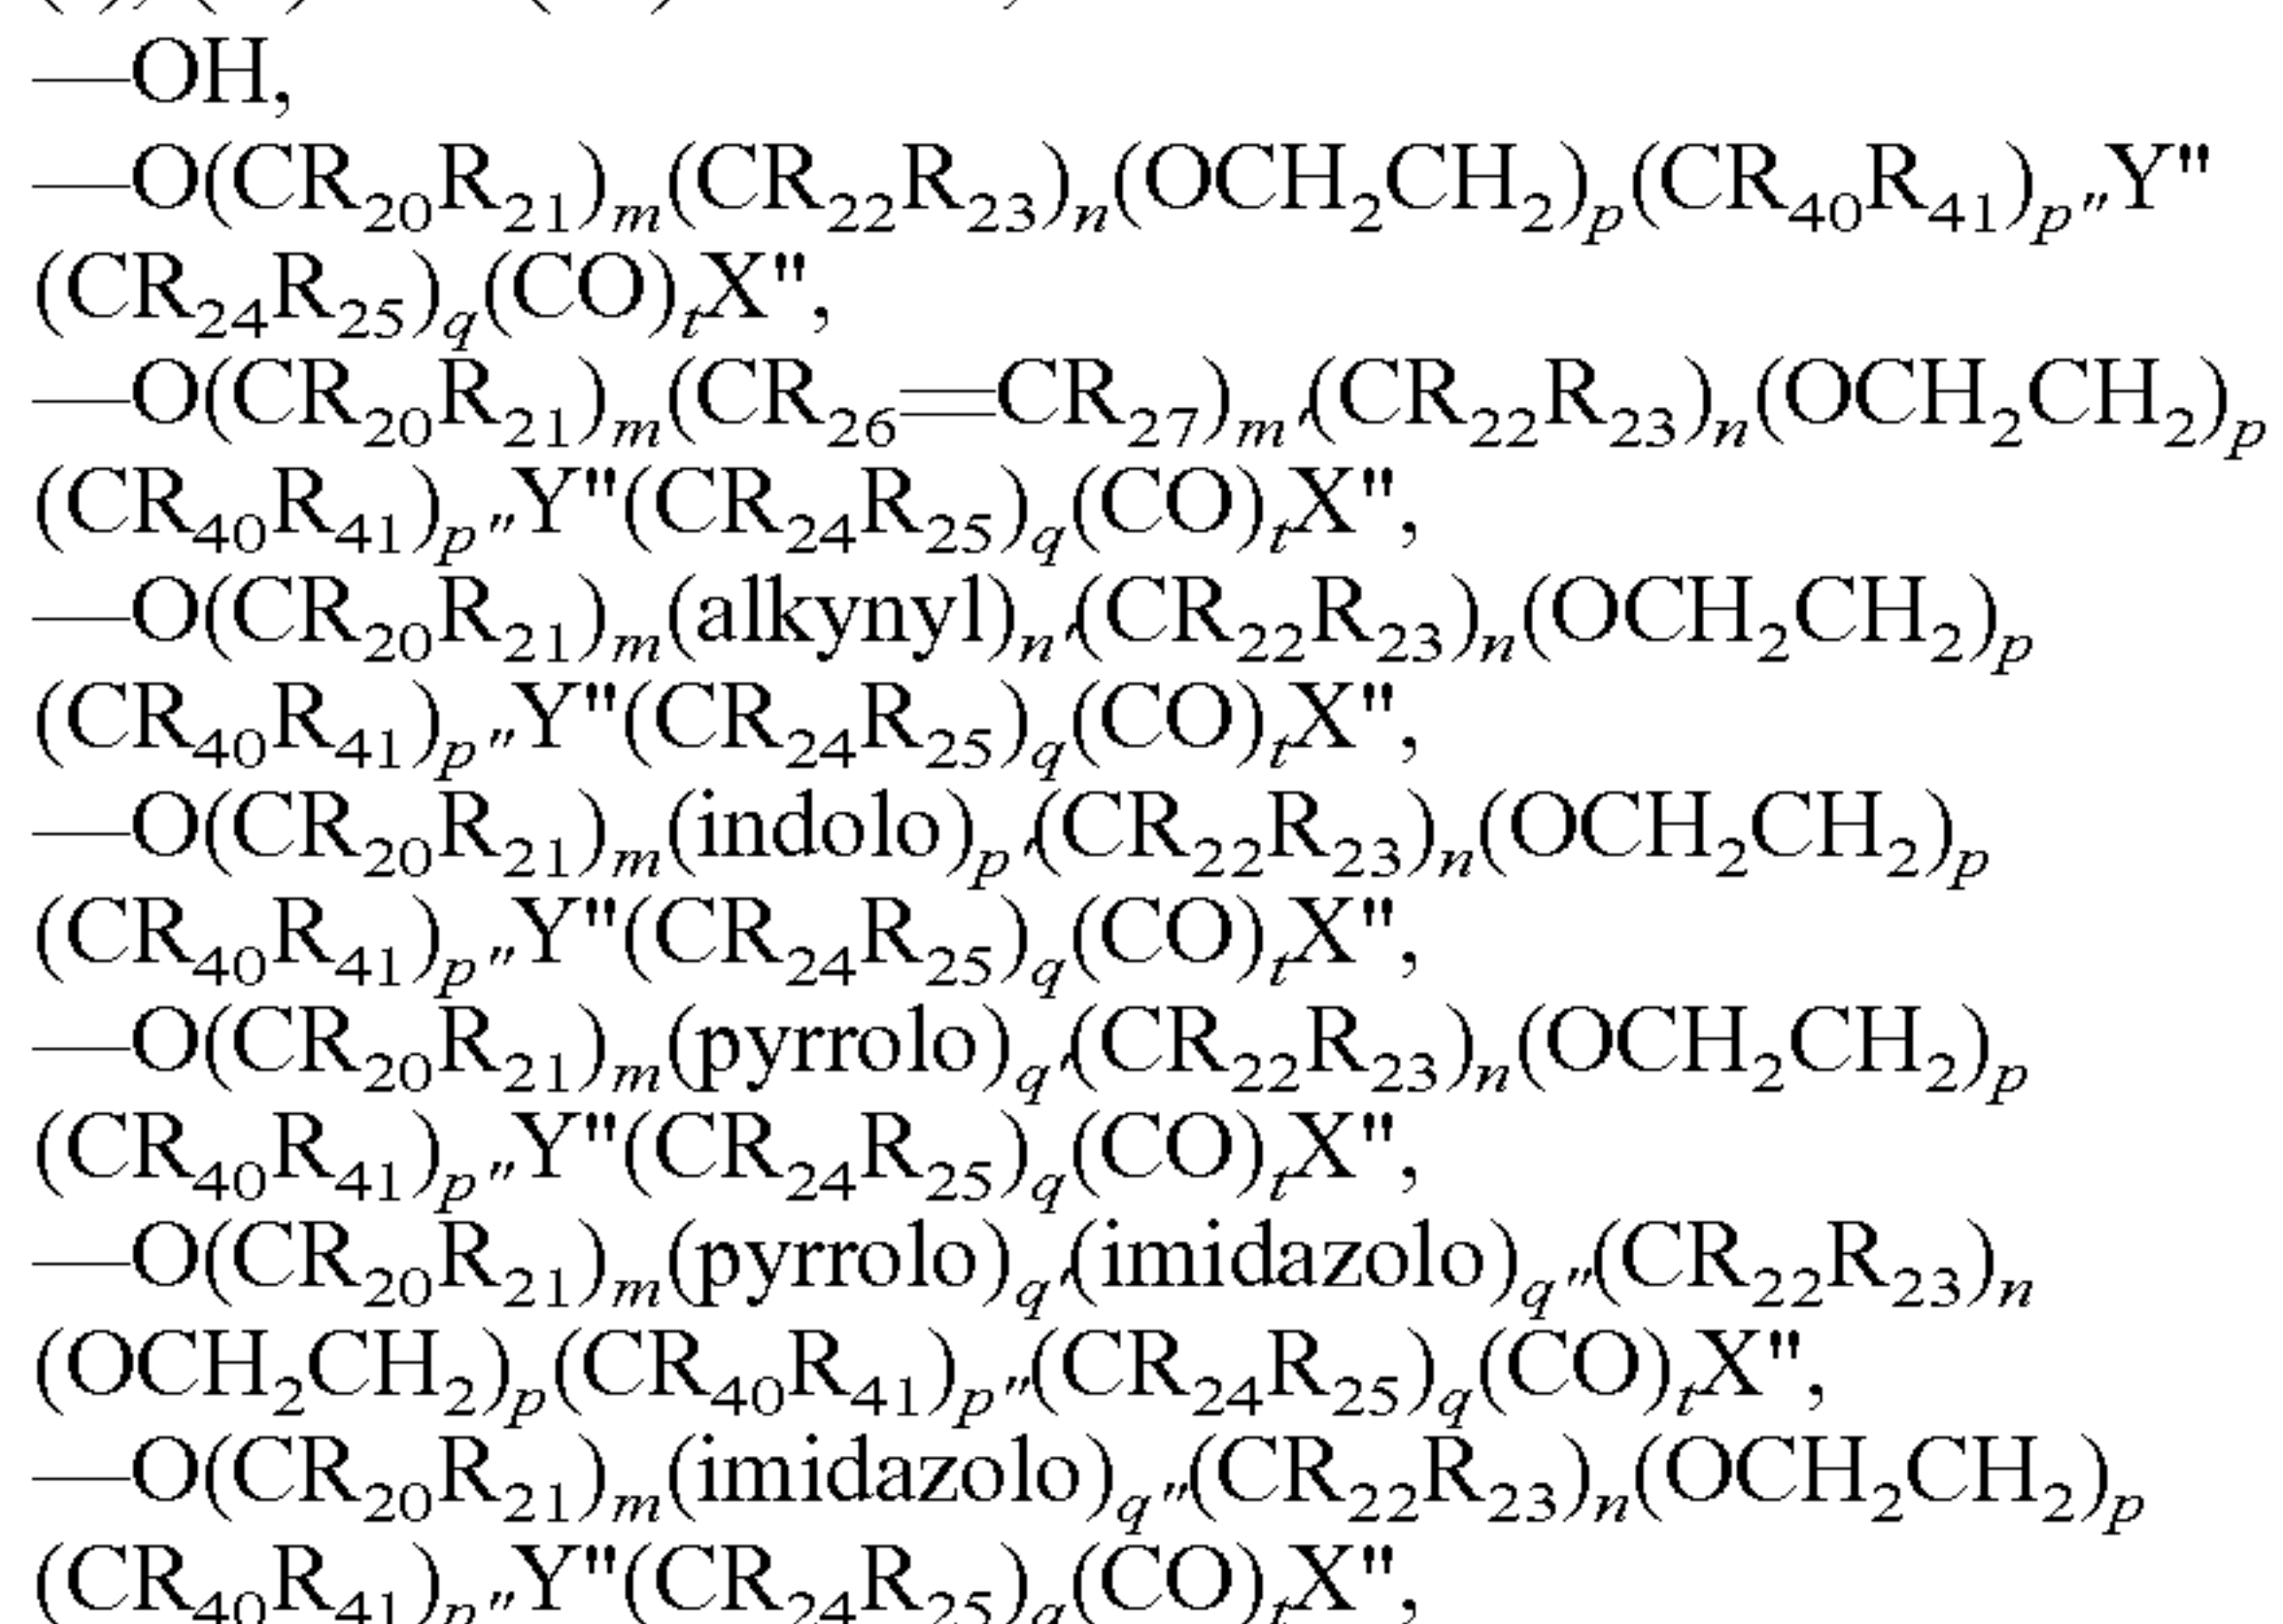 —OH,
—O(CR₂₀R₂₁)ₘ(CR₂₂R₂₃)ₙ(OCH₂CH₂)ₚ(CR₄₀R₄₁)ₚ″Y"
(CR₂₄R₂₅)q(CO)ₜX",
—O(CR₂₀R₂₁)ₘ(CR₂₆=CR₂₇)ₘ′(CR₂₂R₂₃)ₙ(OCH₂CH₂)ₚ
(CR₄₀R₄₁)ₚ″Y"(CR₂₄R₂₅)q(CO)ₜX",
—O(CR₂₀R₂₁)ₘ(alkynyl)ₙ′(CR₂₂R₂₃)ₙ(OCH₂CH₂)ₚ
(CR₄₀R₄₁)ₚ″Y"(CR₂₄R₂₅)q(CO)ₜX",
—O(CR₂₀R₂₁)ₘ(indolo)ₚ′(CR₂₂R₂₃)ₙ(OCH₂CH₂)ₚ
(CR₄₀R₄₁)ₚ″Y"(CR₂₄R₂₅)q(CO)ₜX",
—O(CR₂₀R₂₁)ₘ(pyrrolo)q′(CR₂₂R₂₃)ₙ(OCH₂CH₂)ₚ
(CR₄₀R₄₁)ₚ″Y"(CR₂₄R₂₅)q(CO)ₜX",
—O(CR₂₀R₂₁)ₘ(pyrrolo)q′(imidazolo)q″(CR₂₂R₂₃)ₙ
(OCH₂CH₂)ₚ(CR₄₀R₄₁)ₚ″(CR₂₄R₂₅)q(CO)ₜX",
—O(CR₂₀R₂₁)ₘ(imidazolo)q″(CR₂₂R₂₃)ₙ(OCH₂CH₂)ₚ
(CR₄₀R₄₁)ₚ″Y"(CR₂₄R₂₅)q(CO)ₜX",